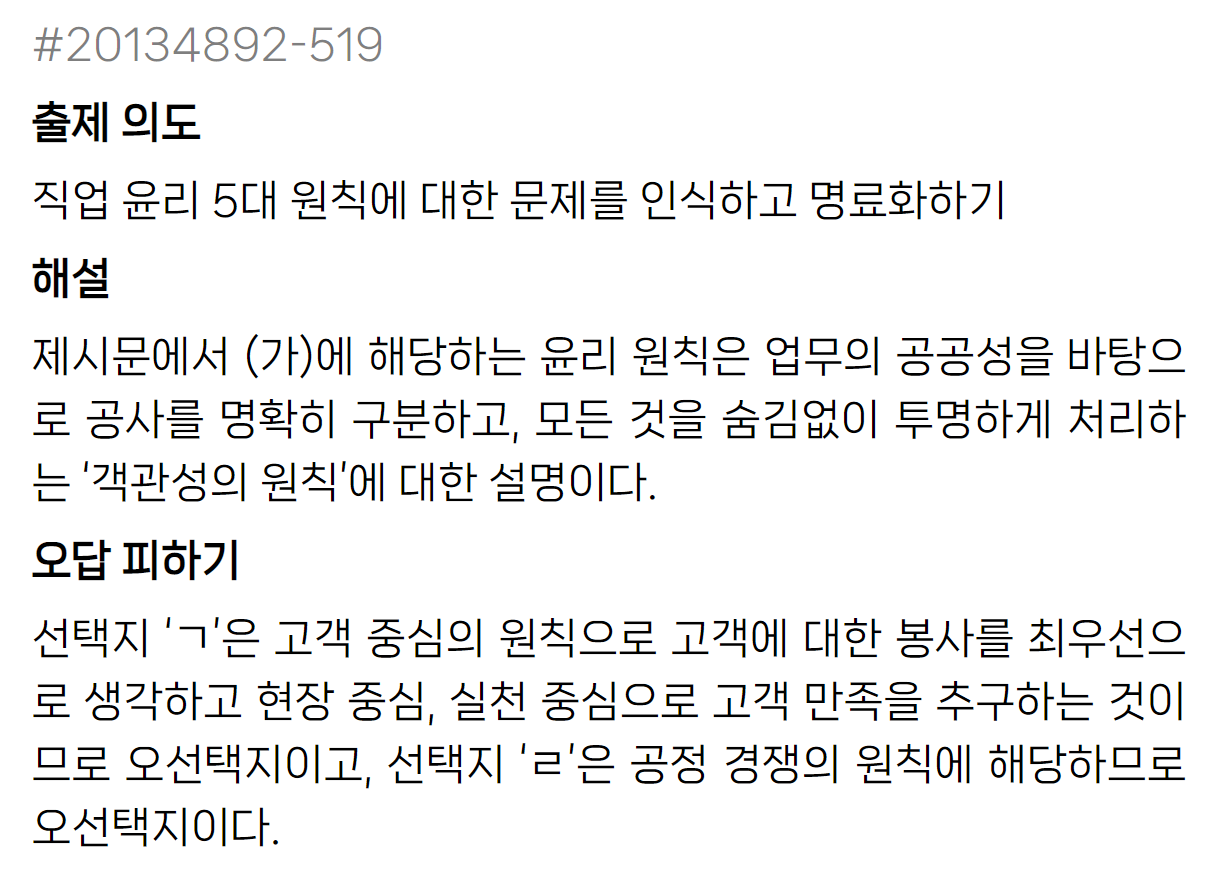 #20134892-519
출제 의도
직업 윤리 5대 원칙에 대한 문제를 인식하고 명료화하기
해설
제시문에서 (가)에 해당하는 윤리 원칙은 업무의 공공성을 바탕으
로 공사를 명확히 구분하고, 모든 것을 숨김없이 투명하게 처리하
는 '객관성의 원칙'에 대한 설명이다.
오답 피하기
선택지 'ㄱ'은 고객 중심의 원칙으로 고객에 대한 봉사를 최우선으
로 생각하고 현장 중심, 실천 중심으로 고객 만족을 추구하는 것이
므로 오선택지이고, 선택지 'ㄹ'은 공정 경쟁의 원칙에 해당하므로
오선택지이다.